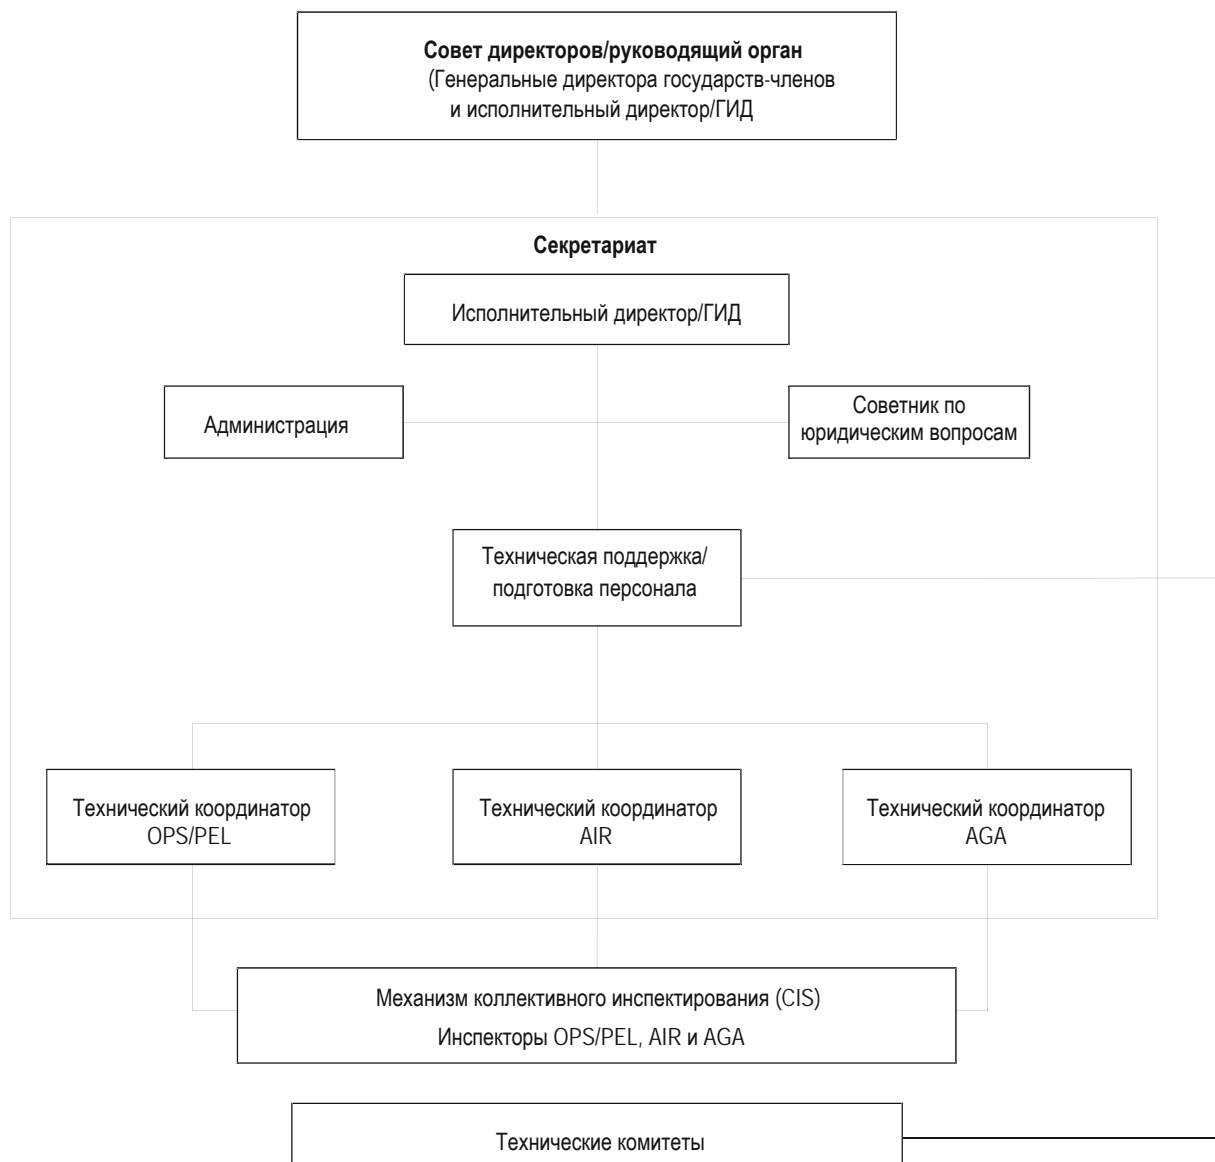 Совет директоров/руководящий орган
(Генеральные директора государств-членов
и исполнительный директор/ГИД
Секретариат
Исполнительный директор/ГИД
Администрация
Советник по
юридическим вопросам
Техническая поддержка/
подготовка персонала
Технический координатор
OPS/PEL
Технический координатор
AIR
Технический координатор
AGA
Механизм коллективного инспектирования (CIS)
Инспекторы OPS/PEL, AIR и AGA
Технические комитеты